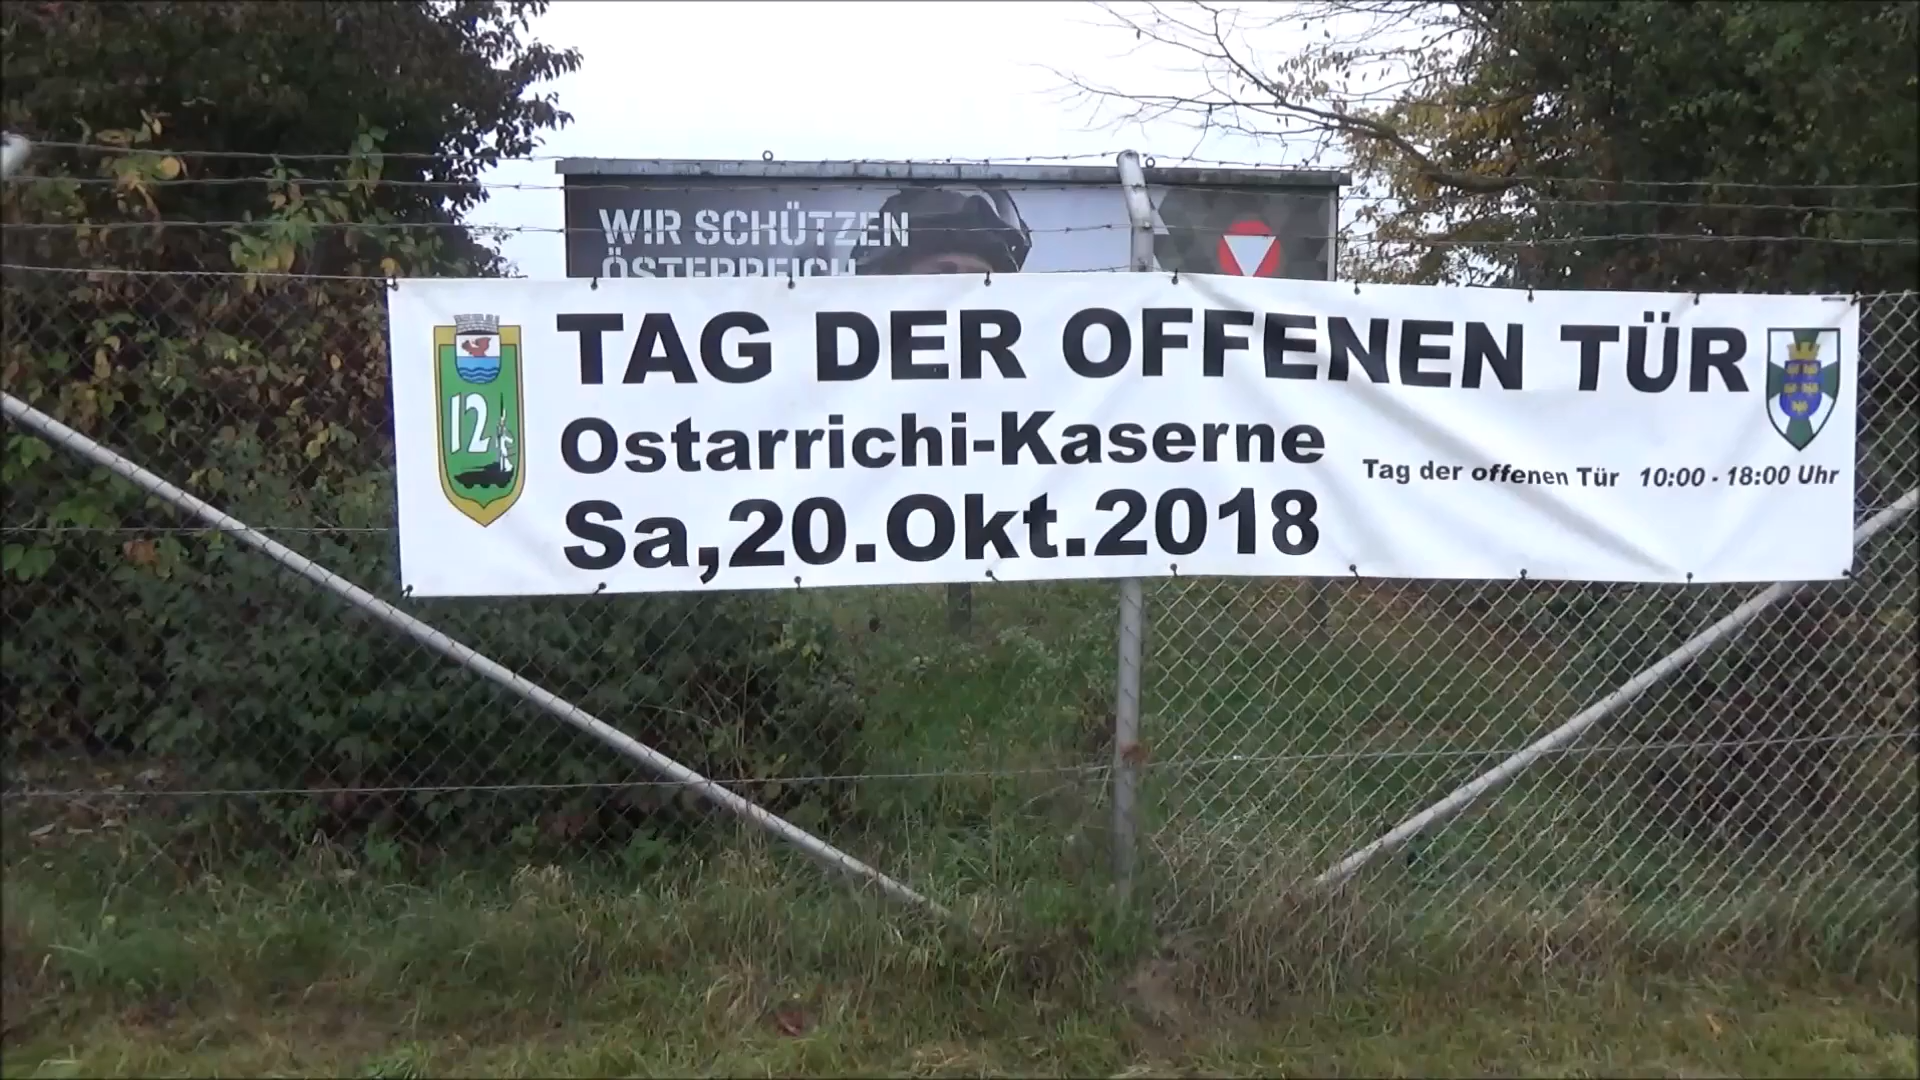 WIR SCHÜTZEN
ÖSTERREICH
TAG DER OFFENEN TÜR
12
Ostarrichi-Kaserne
Tag der offenen Tür 10:00 - 18:00 Uhr
Sa,20.Okt.2018